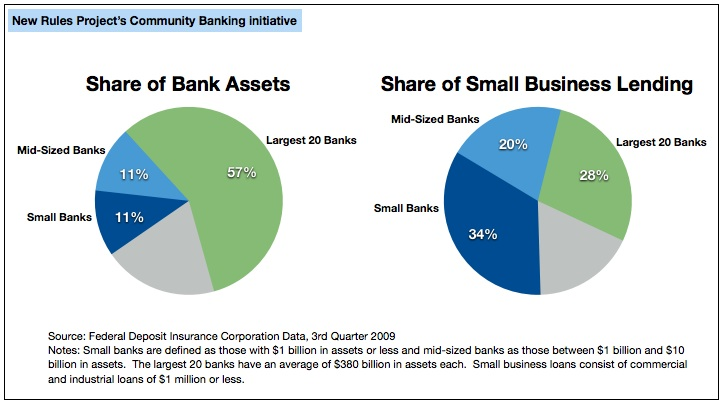 New Rules Project's Community Banking initiative
Share of Bank Assets
Mid-Sized Banks
Largest 20 Banks
11%
57%
Small Banks
11%
Share of Small Business Lending
Mid-Sized Banks
20%
Largest 20 Banks
28%
Small Banks
34%
Source: Federal Deposit Insurance Corporation Data, 3rd Quarter 2009
Notes: Small banks are defined as those with $1 billion in assets or less and mid-sized banks as those between $1 billion and $10
billion in assets.  The largest 20 banks have an average of $380 billion in assets each.  Small business loans consist of commercial
and industrial loans of $1 million or less.